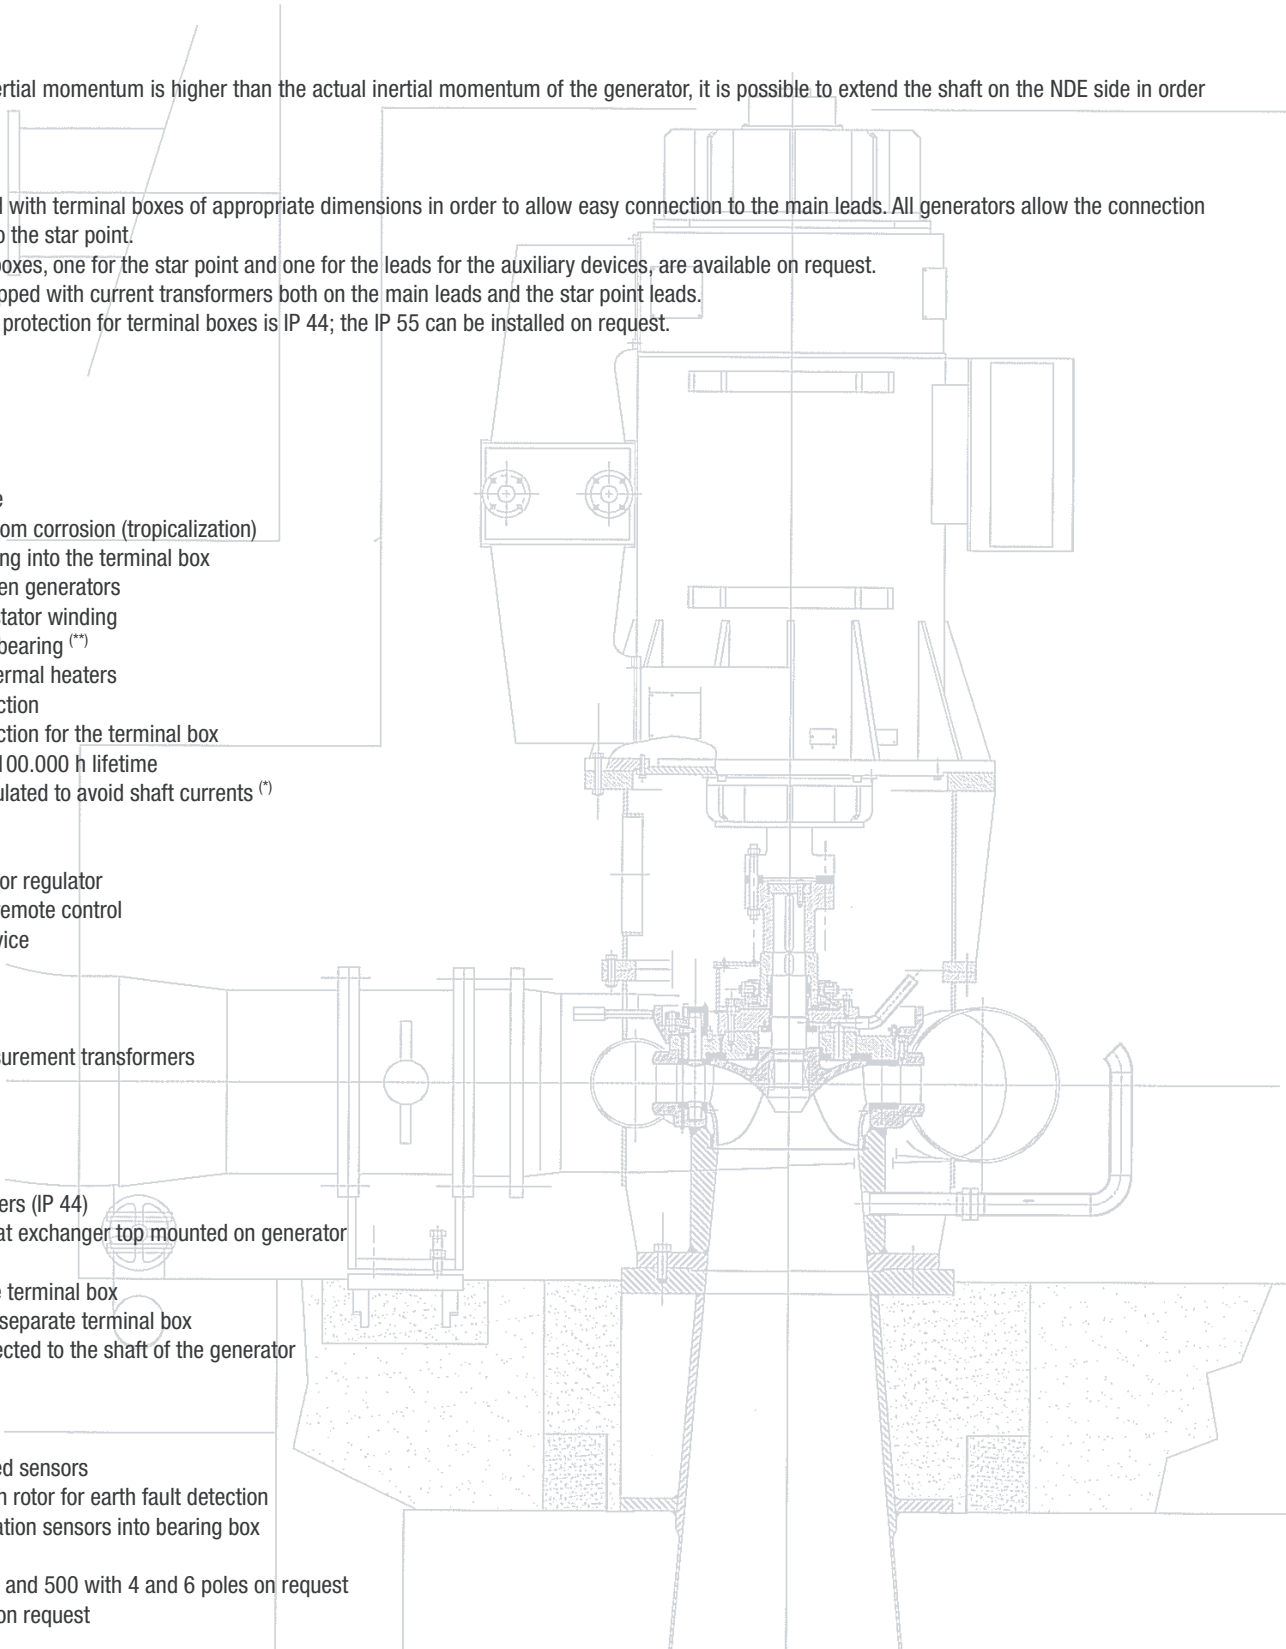 ertial momentum is higher than the actual inertial momentum of the generator, it is possible to extend the shaft on the NDE side in order
with terminal boxes of appropriate dimensions in order to allow easy connection to the main leads. All generators allow the connection
the star point.
boxes, one for the star point and one for the leads for the auxiliary devices, are available on request.
pped with current transformers both on the main leads and the star point leads.
protection for terminal boxes is IP 44; the IP 55 can be installed on request.
e
om corrosion (tropicalization)
ng into the terminal box
en generators
stator winding
bearing (**)
ermal heaters
ction
ction for the terminal box
100.000 h lifetime
ulated to avoid shaft currents (*)
or regulator
remote control
vice
surement transformers
ers (IP 44)
at exchanger top mounted on generator
e terminal box
separate terminal box
ected to the shaft of the generator
ed sensors
n rotor for earth fault detection
ation sensors into bearing box
and 500 with 4 and 6 poles on request
on request